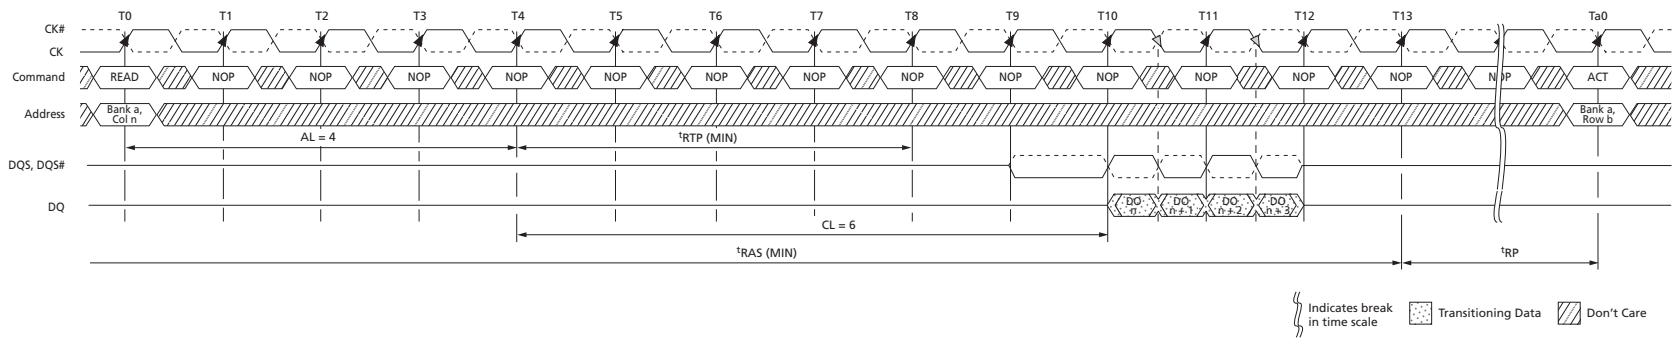 T0 T1 T2 T3 T4 T5 T6 T7 T8 T9 T10 T11 T12 T13 Ta0
CK#
CK
Command READ NOP NOP NOP NOP NOP NOP NOP NOP NOP NOP NOP NOP NOP NOP ACT
Address Bank a, Col n Bank a, Row b
AL = 4 tRTP (MIN)
DQS, DQS#
DQ DO n DO n + 1 DO n + 2 DO n + 3
CL = 6
tRAS (MIN) tRP
Indicates break
in time scale
Transitioning Data
Don't Care